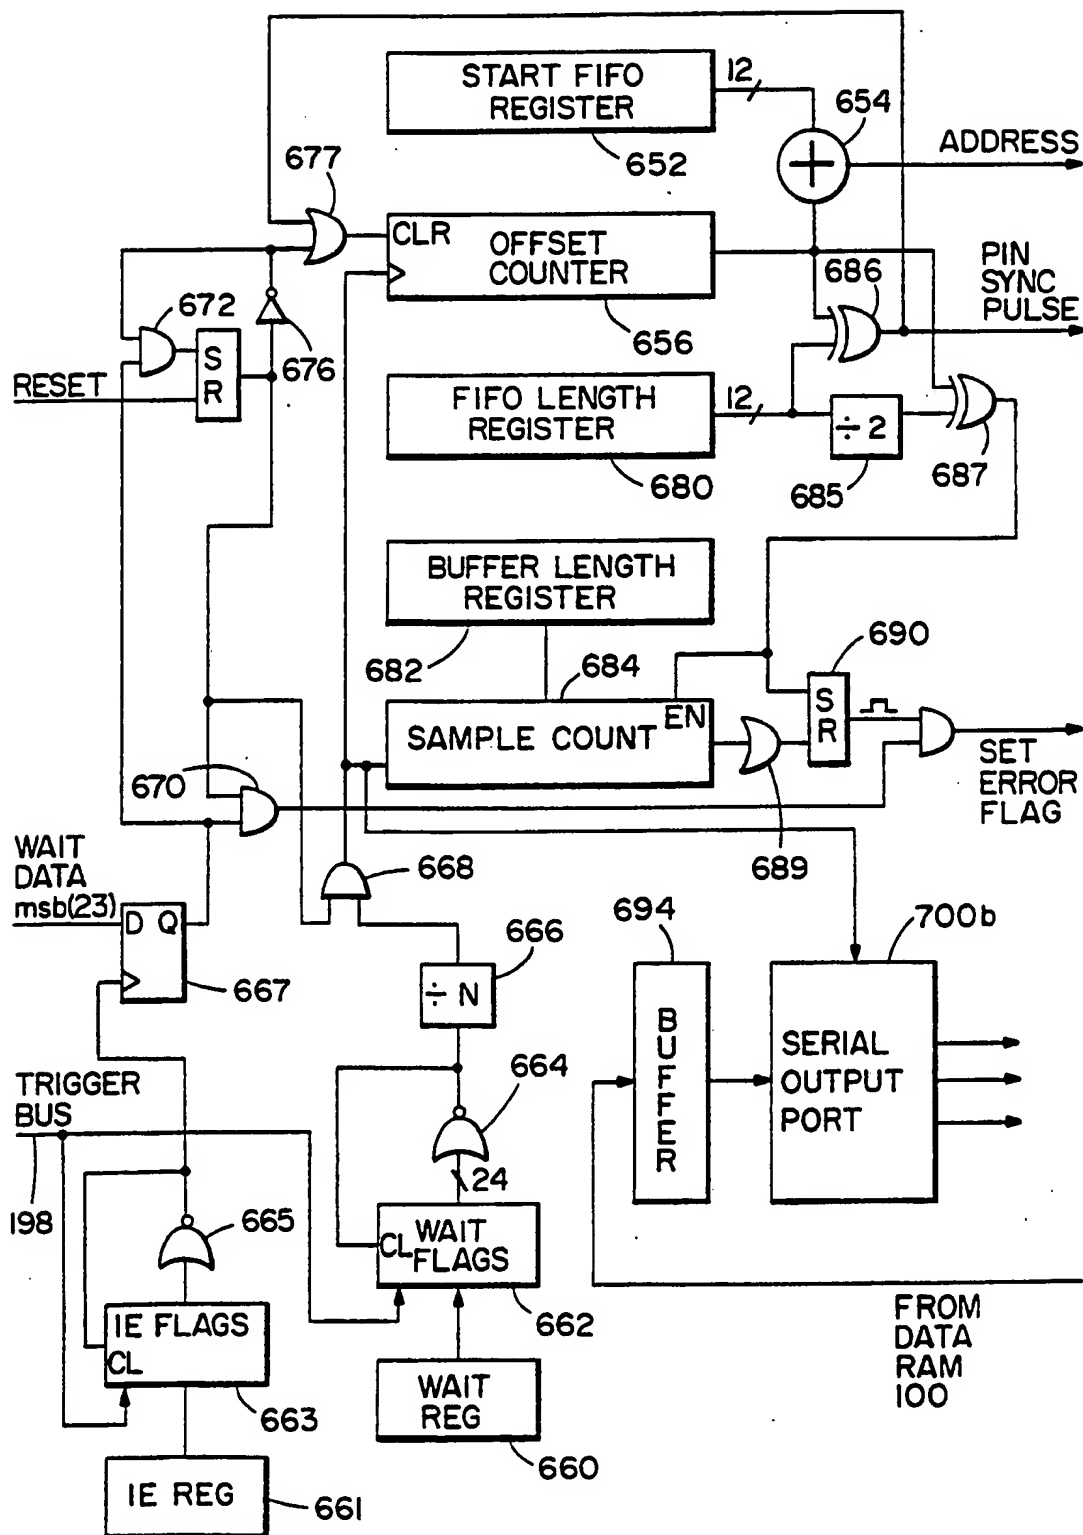 START FIFO
REGISTER
652
12
654
ADDRESS
677
CLR
OFFSET
COUNTER
656
686
PIN
SYNC
PULSE
672
S
R
676
RESET
FIFO LENGTH
REGISTER
680
12
÷ 2
685
687
BUFFER LENGTH
REGISTER
682
684
690
SAMPLE COUNT
EN
S
R
689
SET
ERROR
FLAG
670
WAIT
DATA
msb(23)
D Q
667
668
666
÷ N
694
BUFFER
700b
SERIAL
OUTPUT
PORT
TRIGGER
BUS
198
664
24
665
CL
WAIT
FLAGS
662
IE FLAGS
CL
663
WAIT
REG
660
IE REG
661
FROM
DATA
RAM
100